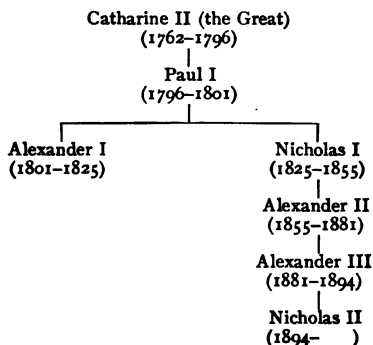 Catharine II (the Great)
(1762–1796)
Paul I
(1796–1801)
Alexander I
(1801–1825)
Nicholas I
(1825–1855)
Alexander II
(1855–1881)
Alexander III
(1881–1894)
Nicholas II
(1894–    )